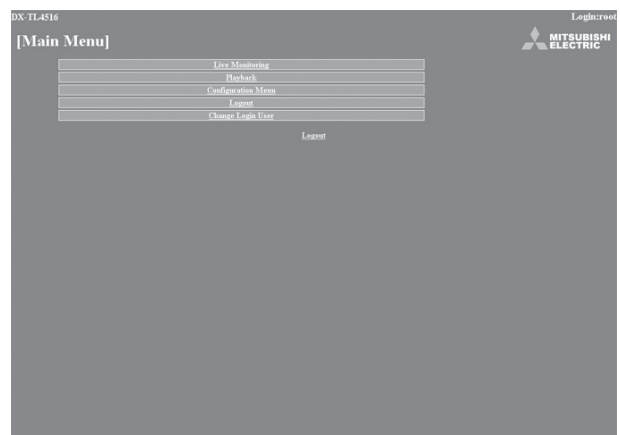 DX-TL4516
Login:root
[Main Menu]
MITSUBISHI
ELECTRIC
Live Monitoring
Playback
Configuration Menu
Logout
Change Login User
Logout